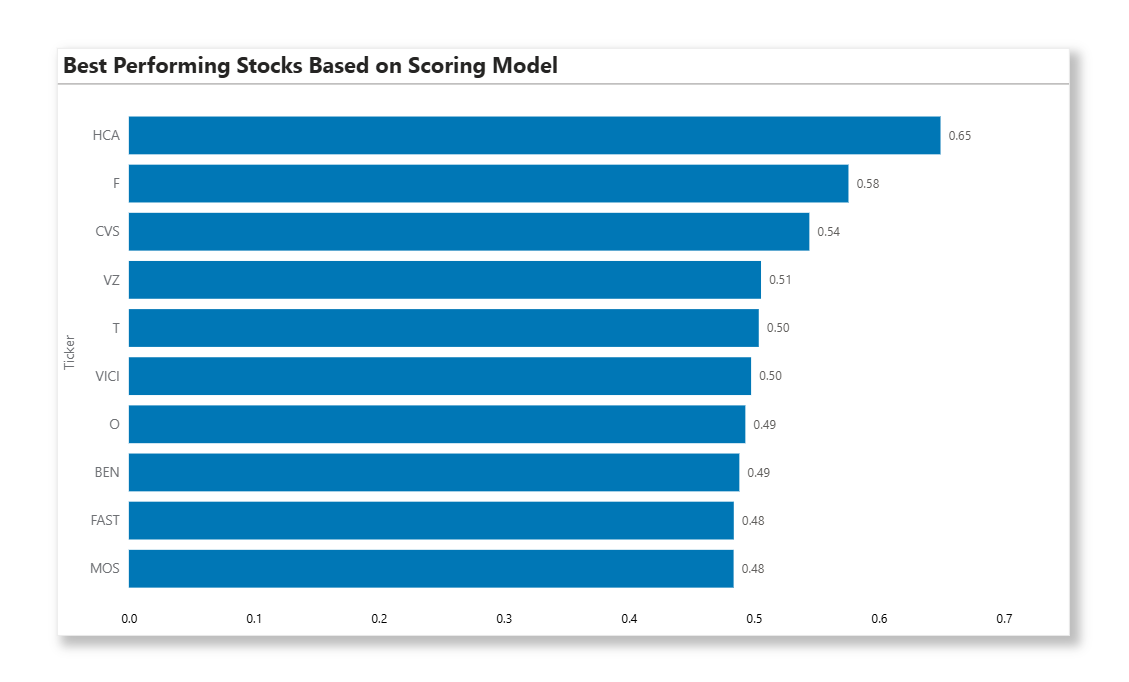 Best Performing Stocks Based on Scoring Model
Ticker
HCA 0.65
F 0.58
CVS 0.54
VZ 0.51
T 0.50
VICI 0.50
O 0.49
BEN 0.49
FAST 0.48
MOS 0.48
0.0 0.1 0.2 0.3 0.4 0.5 0.6 0.7